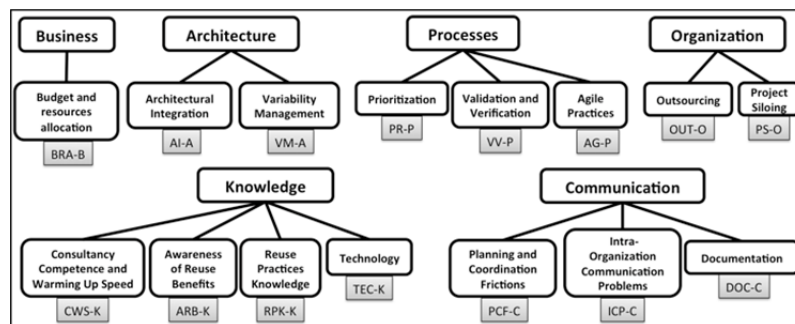 Business
Architecture
Processes
Organization
Budget and
resources
allocation
BRA-B
Architectural
Integration
AI-A
Variability
Management
VM-A
Prioritization
PR-P
Validation and
Verification
VV-P
Agile
Practices
AG-P
Outsourcing
OUT-O
Project
Siloing
PS-O
Knowledge
Communication
Consultancy
Competence and
Warming Up Speed
CWS-K
Awareness
of Reuse
Benefits
ARB-K
Reuse
Practices
Knowledge
RPK-K
Technology
TEC-K
Planning and
Coordination
Frictions
PCF-C
Intra-
Organization
Communication
Problems
ICP-C
Documentation
DOC-C